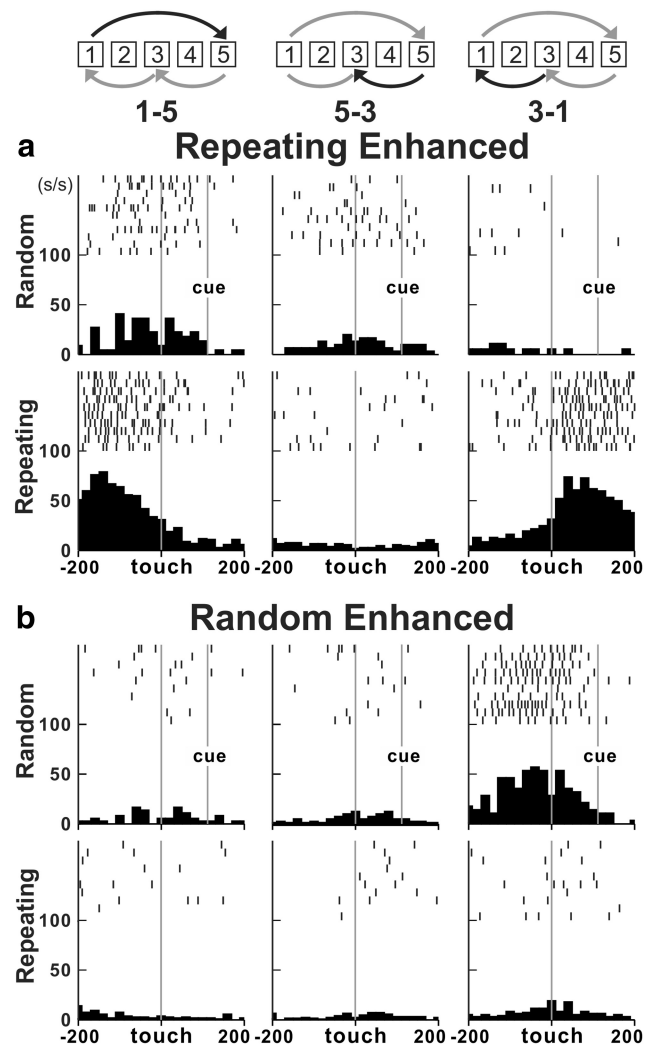 1 2 3 4 5 1 2 3 4 5 1 2 3 4 5
1-5 5-3 3-1
a Repeating Enhanced
(s/s)
Random
100
cue cue cue
50
0
Repeating
100
50
0
-200 touch 200 -200 touch 200 -200 touch 200
b Random Enhanced
Random
100
cue cue cue
50
0
Repeating
100
50
0
-200 touch 200 -200 touch 200 -200 touch 200